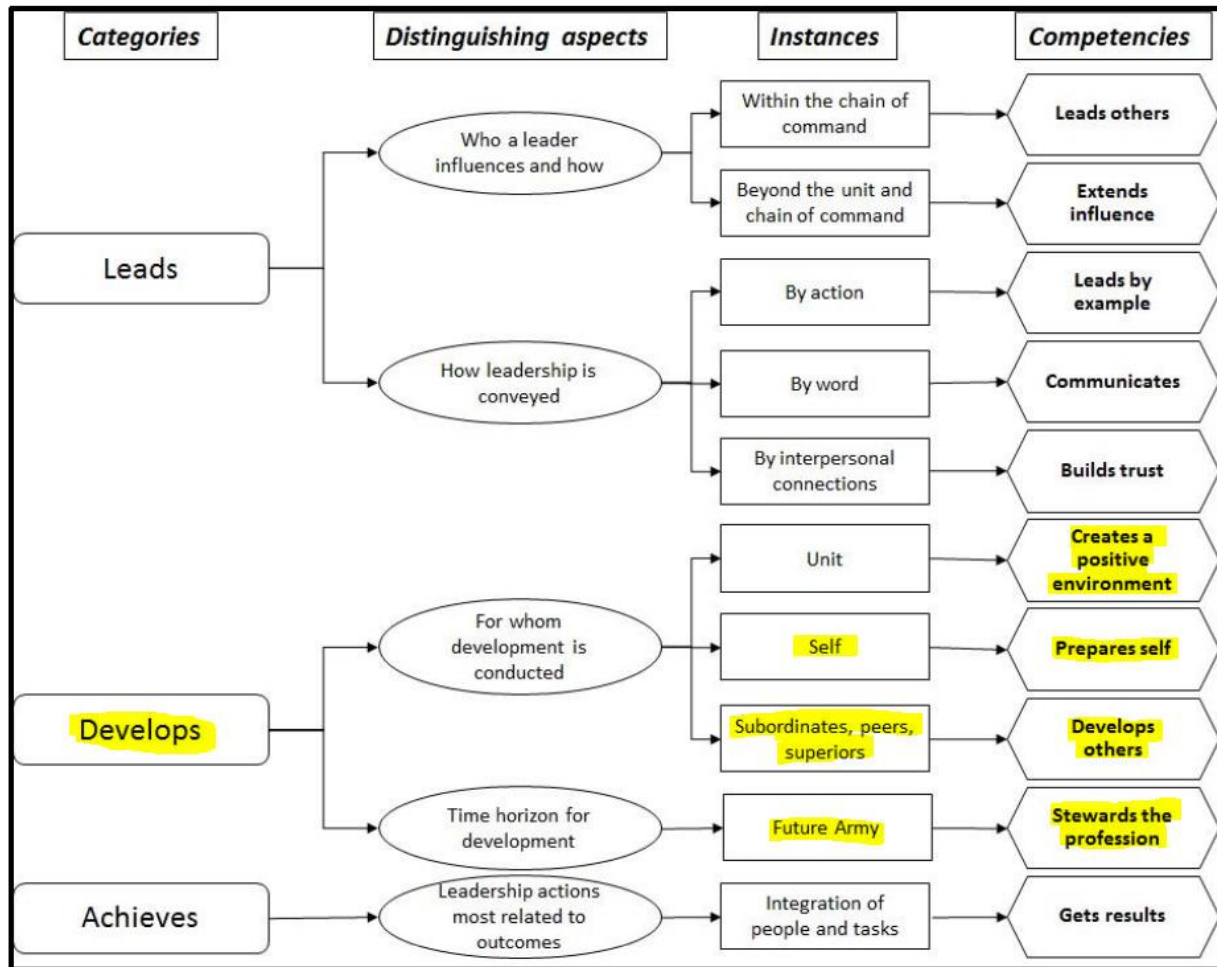 Categories
Distinguishing aspects
Instances
Competencies
Leads
Who a leader
influences and how
Within the chain of
command
Leads others
Beyond the unit and
chain of command
Extends
influence
How leadership is
conveyed
By action
Leads by
example
By word
Communicates
By interpersonal
connections
Builds trust
Develops
For whom
development is
conducted
Unit
Creates a
positive
environment
Self
Prepares self
Subordinates, peers,
superiors
Develops
others
Time horizon for
development
Future Army
Stewards the
profession
Achieves
Leadership actions
most related to
outcomes
Integration of
people and tasks
Gets results